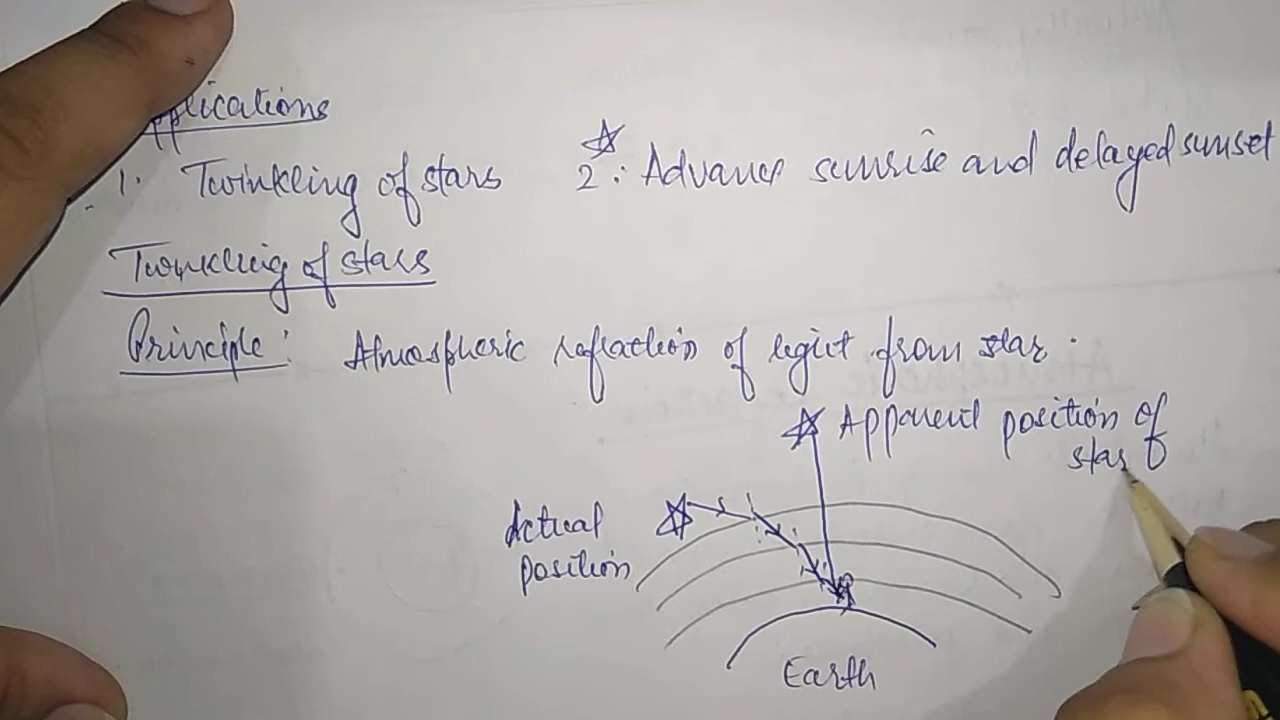 Applications
1. Twinkling of stars
2. Advance sunrise and delayed sunset
Twinkling of stars
Principle: Atmospheric refraction of light from star.
Apparent position of
star
Actual
position
Earth